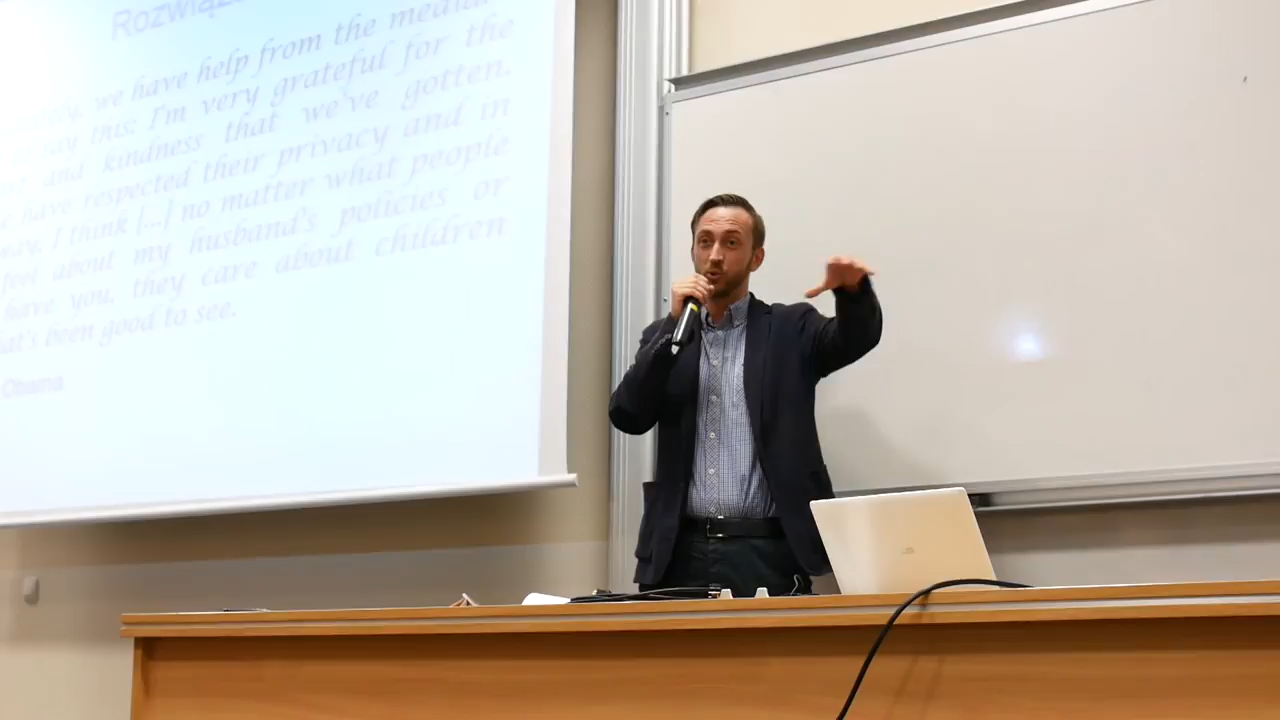 Rozwiąz
we have help from the media.
say this: I'm very grateful for the
and kindness that we've gotten.
have respected their privacy and in
way, I think [...] no matter what people
feel about my husband's policies or
have you, they care about children
that's been good to see.
Obama